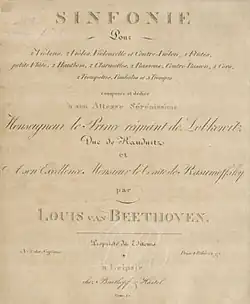 SINFONIE
Pour
2 Violons, 2 Violes, Violoncelle et Contre-Violon, 2 Flûtes,
petite Flûte, 2 Hautbois, 2 Clarinettes, 2 Bassons, Contre-Basson, 2 Cors,
2 Trompettes, Timbales et 3 Trompes
composée et dediée
à son Altesse Sérénissime
Monseigneur le Prince régnant de Lobkowitz
Duc de Raudnitz
et
à son Excellence Monsieur le Comte de Rasumoffsky
par
LOUIS VAN BEETHOVEN.
Propriété des Editeurs
à Leipsic
chez Breitkopf & Härtel